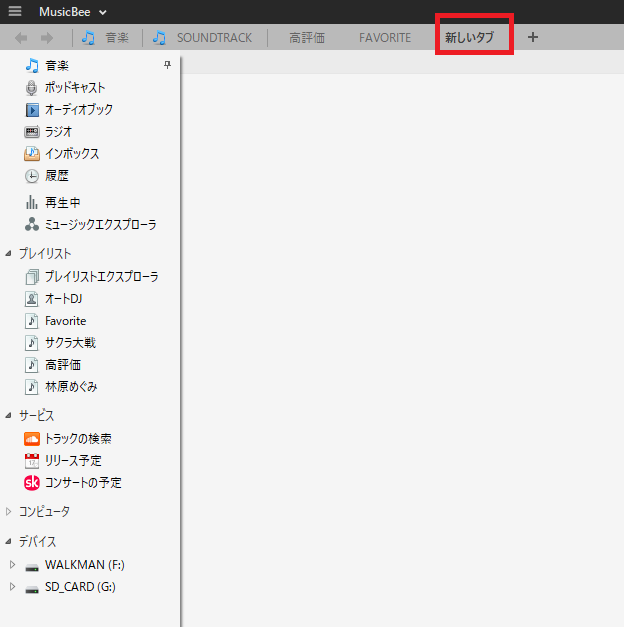 MusicBee
音楽 SOUNDTRACK 高評価 FAVORITE 新しいタブ +
音楽
ポッドキャスト
オーディオブック
ラジオ
インボックス
履歴
再生中
ミュージックエクスプローラ
プレイリスト
プレイリストエクスプローラ
オートDJ
Favorite
サクラ大戦
高評価
林原めぐみ
サービス
トラックの検索
リリース予定
sk コンサートの予定
コンピュータ
デバイス
WALKMAN (F:)
SD_CARD (G:)